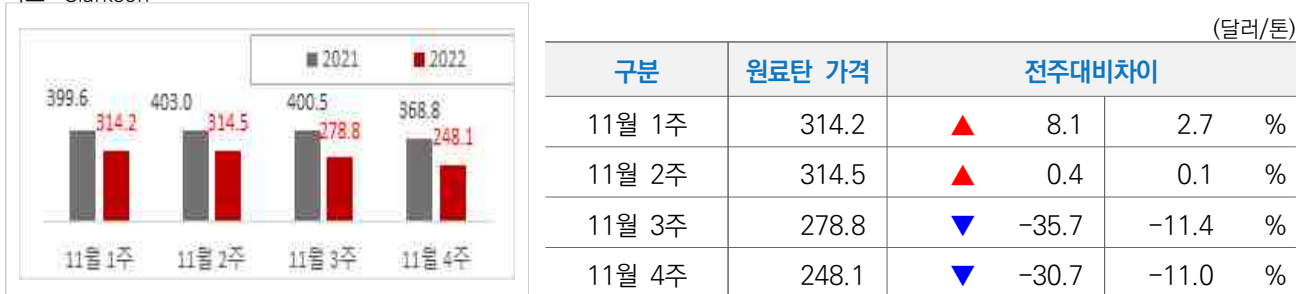 ■ 2021 ■ 2022
399.6 314.2 403.0 314.5 400.5 278.8 368.8 248.1
11월 1주 11월 2주 11월 3주 11월 4주
(달러/톤)
구분 원료탄 가격 전주대비차이
11월 1주 314.2 ▲ 8.1 2.7 %
11월 2주 314.5 ▲ 0.4 0.1 %
11월 3주 278.8 ▼ -35.7 -11.4 %
11월 4주 248.1 ▼ -30.7 -11.0 %